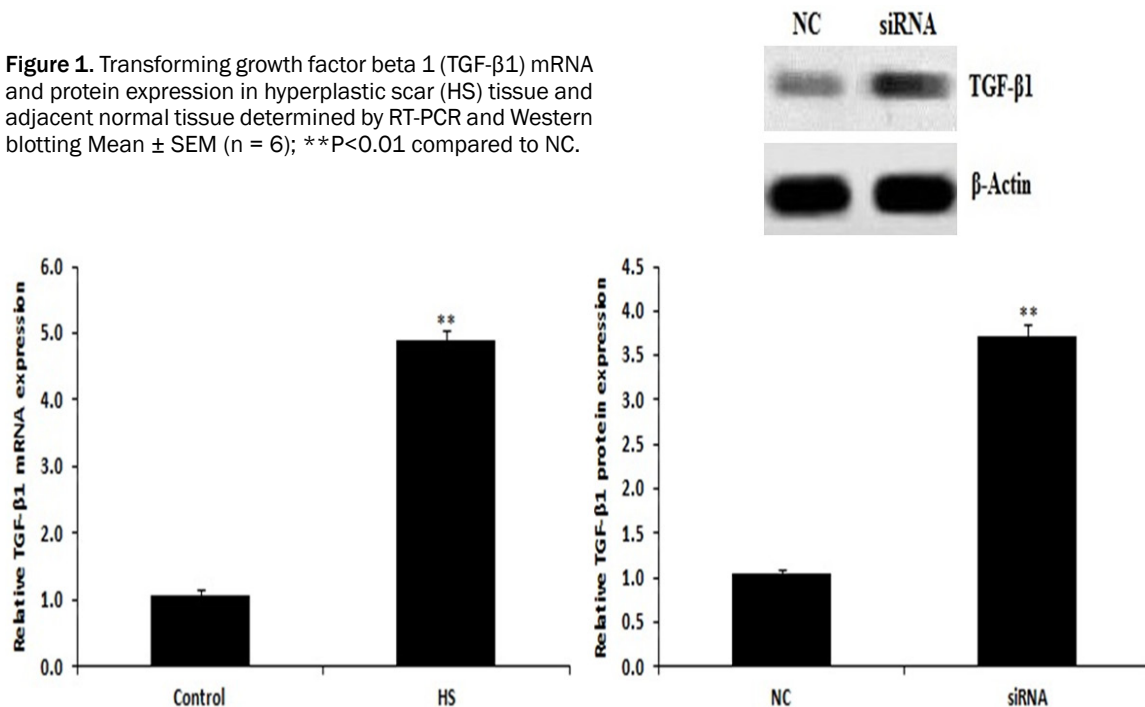 Figure 1. Transforming growth factor beta 1 (TGF-β1) mRNA
and protein expression in hyperplastic scar (HS) tissue and
adjacent normal tissue determined by RT-PCR and Western
blotting Mean ± SEM (n = 6); **P<0.01 compared to NC.
NC siRNA
TGF-β1
β-Actin
Relative TGF-β1 mRNA expression
6.0
5.0
4.0
3.0
2.0
1.0
0.0
**
Control HS
Relative TGF-β1 protein expression
4.5
4.0
3.5
3.0
2.5
2.0
1.5
1.0
0.5
0.0
**
NC siRNA